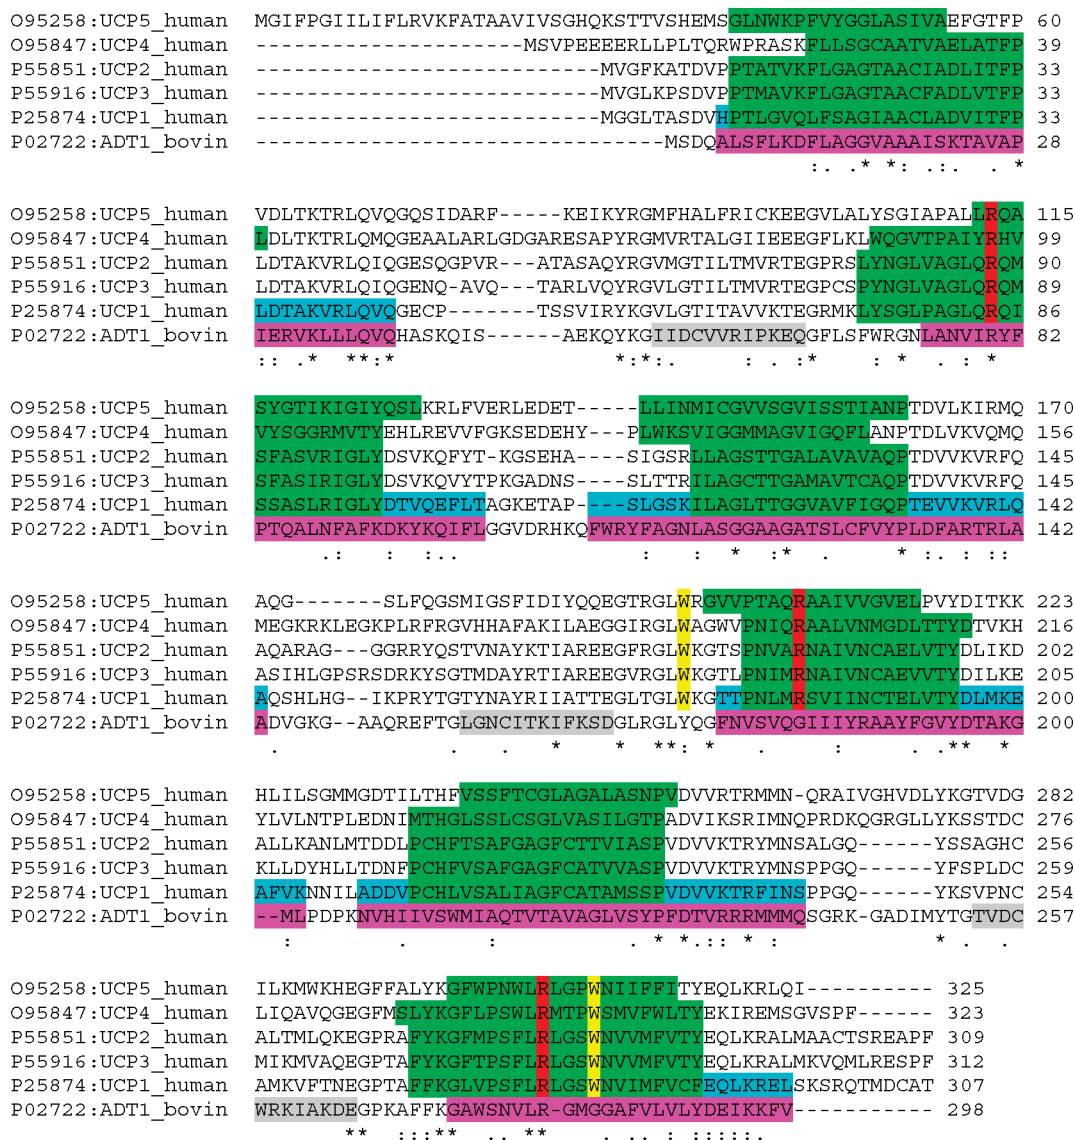 O95258:UCP5_human MGIFPGIILIFLRVKFATAAVIVSGHQKSTTVSHEMSGLNWKPFVYGGLASIVAEFGTFP 60
O95847:UCP4_human ---------------------MSVPEEEERLLPLTQRWPRASKFLLSGCAATVAELATFP 39
P55851:UCP2_human ---------------------------MVGFKATDVPPTATVKFLGAGTAACIADLITFP 33
P55916:UCP3_human ---------------------------MVGLKPSDVPPTMAVKFLGAGTAACFADLVTFP 33
P25874:UCP1_human ---------------------------MGGLTASDVHPTLGVQLFSAGIAACLADVITFP 33
P02722:ADT1_bovin --------------------------------MSDQALSFLKDFLAGGVAAAISKTAVAP 28
:. . * *: .:. . *
O95258:UCP5_human VDLTKTRLQVQGQSIDARF-----KEIKYRGMFHALFRICKEEGVLALYSGIAPALLRQA 115
O95847:UCP4_human LDLTKTRLQMQGEAALARLGDGARESAPYRGMVRTALGIIEEEGFLKLWQGVTPAIYRHV 99
P55851:UCP2_human LDTAKVRLQIQGESQGPVR---ATASAQYRGVMGTILTMVRTEGPRSLYNGLVAGLQRQM 90
P55916:UCP3_human LDTAKVRLQIQGENQ-AVQ---TARLVQYRGVLGTILTMVRTEGPCSPYNGLVAGLQRQM 89
P25874:UCP1_human LDTAKVRLQVQGECP-----TSSVIRYKGVLGTITAVVKTEGRMKLYSGLPAGLQRQI 86
P02722:ADT1_bovin IERVKLLLQVQHASKQIS-----AEKQYKGIIDCVVRIPKEQGFLSFWRGNLANVIRYF 82
:: .* **:* *:*:. : . : .* : * . : *
O95258:UCP5_human SYGTIKIGIYQSLKRLFVERLEDET-----LLINMICGVVSGVISSTIANPTDVLKIRMQ 170
O95847:UCP4_human VYSGGRMVTYEHLREVVFGKSEDEHY----PLWKSVIGGMMAGVIGQFLANPTDLVKVQMQ 156
P55851:UCP2_human SFASVRIGLYDSVKQFYT-KGSEHA-----SIGSRLLAGSTTGALAVAVAQPTDVVKVRFQ 145
P55916:UCP3_human SFASIRIGLYDSVKQVYTPKGADNS-----SLTTRILAGCTTGAMAVTCAQPTDVVKVRFQ 145
P25874:UCP1_human SSASLRIGLYDTVQEFLTAGKETAP----SLGSKILAGLTTGGVAVFIGQPTEVVKVRLQ 142
P02722:ADT1_bovin PTQALNFAFKDKYKQIFLGGVDRHKQFWRYFAGNLASGGAAGATSLCFVYPLDFARTRLA 142
.: :.. : : * :* . * :. : ::
O95258:UCP5_human AQG-------SLFQGSMIGSFIDIYQQEGTRGLWRGVVPTAQRAAIVVGVELPVYDITKK 223
O95847:UCP4_human MEGKRKLEGKPLRFRGVHHAFAKILAEGGIRGLWAGWVPNIQRAALVNMGDLTTYDTVKH 216
P55851:UCP2_human AQARAG---GGRRYQSTVNAYKTIAREEGFRGLWKGTSPNVARNAIVNCAELVTYDLIKD 202
P55916:UCP3_human ASIHLGPSRSDRKYSGTMDAYRTIAREEGVRGLWKGTLPNIMRNAIVNCAEVVTYDILKE 205
P25874:UCP1_human AQSHLHG--IKPRYTGTYNAYRIIATTEGLTGLWKGTTPNLMRSVIINCTELVTYDLMKE 200
P02722:ADT1_bovin ADVGKG--AAQREFTGLGNCITKIFKSDGLRGLYQGFNVSVQGIIIYRAAYFGVYDTAKG 200
. . . * * **: * . : .** *
O95258:UCP5_human HLILSGMMGDTILTHFVSSFTCGLAGALASNPVDVVRTRMMN-QRAIVGHVDLYKGTVDG 282
O95847:UCP4_human YLVLNTPLEDNIMTHGLSSLCSGLVASILGTPADVIKSRIMNQPRDKQGRGLLYKSSTDC 276
P55851:UCP2_human ALLKANLMTDDLPCHFTSAFGAGFCTTVIASPVDVVKTRYMNSALGQ------YSSAGHC 256
P55916:UCP3_human KLLDYHLLTDNFPCHFVSAFGAGFCATVVASPVDVVKTRYMNSPPGQ------YFSPLDC 259
P25874:UCP1_human AFVKNNILADDVPCHLVSALIAGFCATAMSSPVDVVKTRFINSPPGQ------YKSVPNC 254
P02722:ADT1_bovin --MLPDPKNVHIIVSWMIAQTVTAVAGLVSYPFDTVRRRMMMQSGRK-GADIMYTGTVDC 257
: . : . * *.::: * : * . .
O95258:UCP5_human ILKMWKHEGFFALYKGFWPNWLRLGPWNIIFFITYEQLKRLQI---------- 325
O95847:UCP4_human LIQAVQGEGFMSLYKGFLPSWLRMTPWSMVFWLTYEKIREMSGVSPF------ 323
P55851:UCP2_human ALTMLQKEGPRAFYKGFMPSFLRLGSWNVVMFVTYEQLKRALMAACTSREAPF 309
P55916:UCP3_human MIKMVAQEGPTAFYKGFTPSFLRLGSWNVVMFVTYEQLKRALMKVQMLRESPF 312
P25874:UCP1_human AMKVFTNEGPTAFFKGLVPSFLRLGSWNVIMFVCFEQLKRELSKSRQTMDCAT 307
P02722:ADT1_bovin WRKIAKDEGPKAFFKGAWSNVLR-GMGGAFVLVLYDEIKKFV----------- 298
** :::** .. ** . .. : :::::.